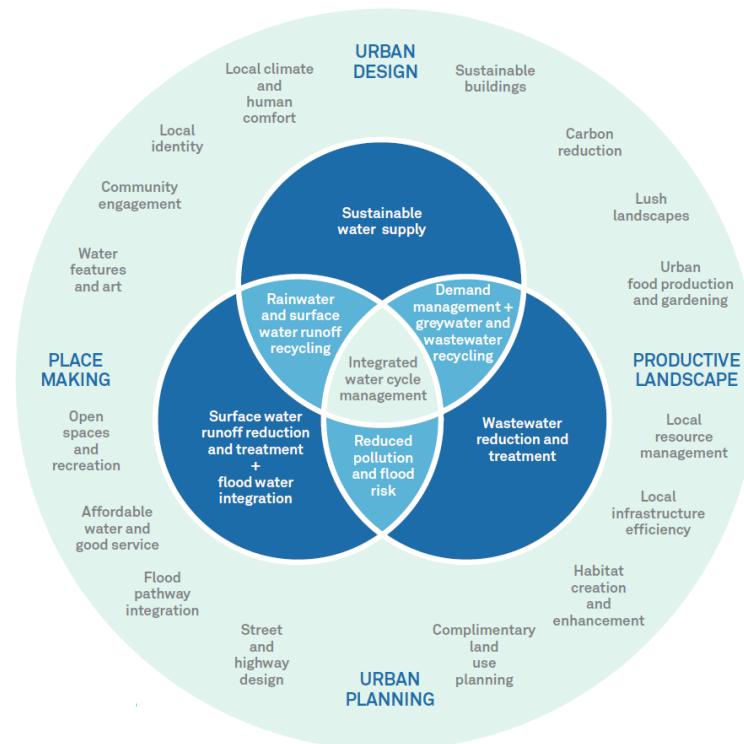 URBAN
DESIGN
Local climate
and
human
comfort
Sustainable
buildings
Local
identity
Carbon
reduction
Community
engagement
Lush
landscapes
Water
features
and art
Urban
food production
and gardening
Sustainable
water supply
Rainwater
and surface
water runoff
recycling
Demand
management +
greywater and
wastewater
recycling
Integrated
water cycle
management
PLACE
MAKING
PRODUCTIVE
LANDSCAPE
Surface water
runoff reduction
and treatment
+
flood water
integration
Wastewater
reduction and
treatment
Reduced
pollution
and flood
risk
Open
spaces
and
recreation
Local
resource
management
Affordable
water and
good service
Local
infrastructure
efficiency
Flood
pathway
integration
Habitat
creation
and
enhancement
Street
and
highway
design
Complimentary
land
use
planning
URBAN
PLANNING